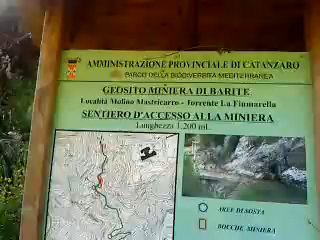 AMMINISTRAZIONE PROVINCIALE DI CATANZARO
PARCO DELLA BIODIVERSITÀ MEDITERRANEA
GEOSITO MINIERA DI BARITE
Località Molino Mastricarro - Torrente La Fiumarella
SENTIERO D'ACCESSO ALLA MINIERA
Lunghezza 1.200 ml.
AREE DI SOSTA
BOCCHE MINIERA